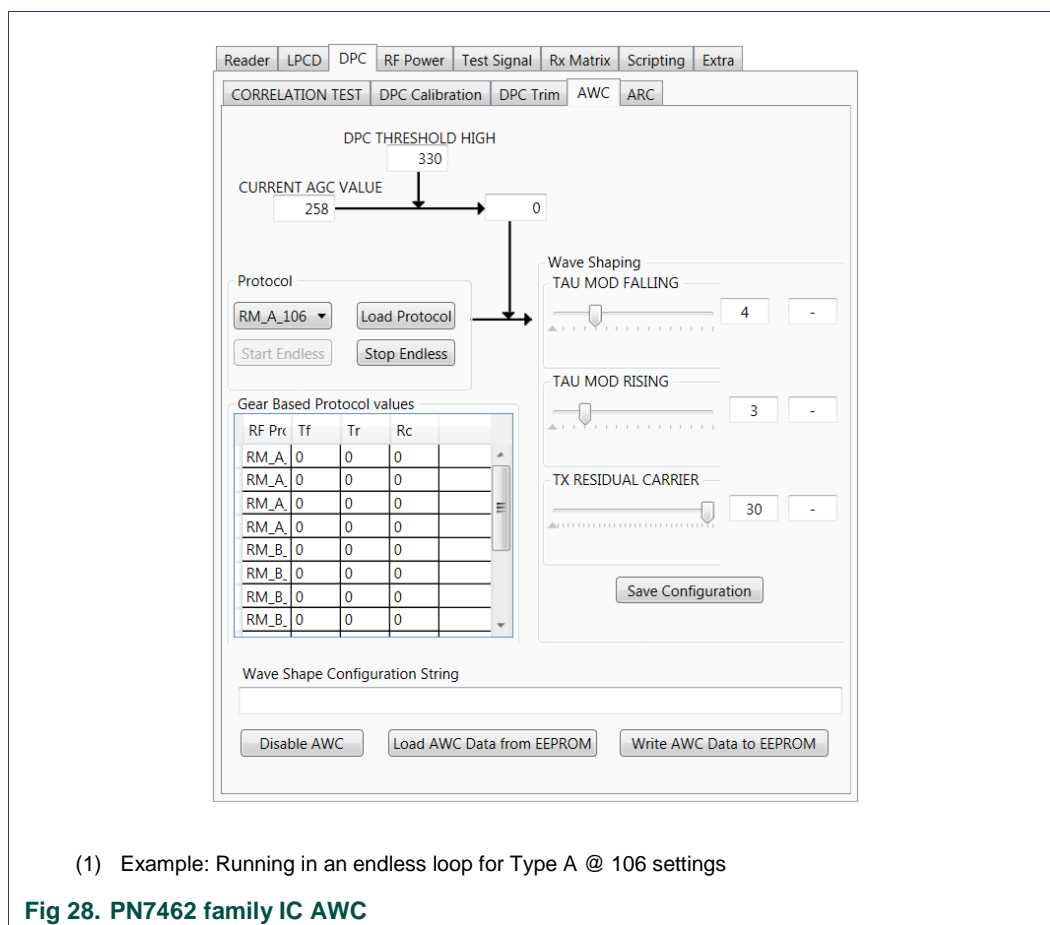 Reader LPCD DPC RF Power Test Signal Rx Matrix Scripting Extra
CORRELATION TEST DPC Calibration DPC Trim AWC ARC
DPC THRESHOLD HIGH
330
CURRENT AGC VALUE
258 0
Protocol
RM_A_106 Load Protocol
Start Endless Stop Endless
Wave Shaping
TAU MOD FALLING
4 -
TAU MOD RISING
3 -
TX RESIDUAL CARRIER
30 -
Save Configuration
Gear Based Protocol values
RF Prc Tf Tr Rc
RM_A_ 0 0 0
RM_A_ 0 0 0
RM_A_ 0 0 0
RM_A_ 0 0 0
RM_B_ 0 0 0
RM_B_ 0 0 0
RM_B_ 0 0 0
RM_B_ 0 0 0
Wave Shape Configuration String
Disable AWC Load AWC Data from EEPROM Write AWC Data to EEPROM
(1) Example: Running in an endless loop for Type A @ 106 settings
Fig 28. PN7462 family IC AWC